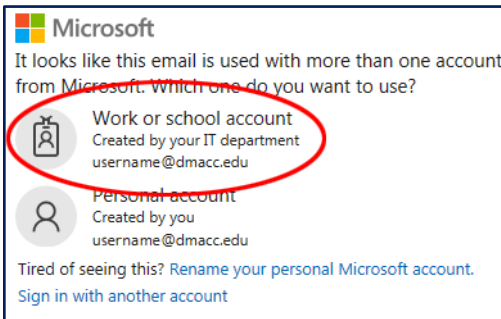 Microsoft
It looks like this email is used with more than one account
from Microsoft. Which one do you want to use?
Work or school account
Created by your IT department
username@dmacc.edu
Personal account
Created by you
username@dmacc.edu
Tired of seeing this? Rename your personal Microsoft account.
Sign in with another account